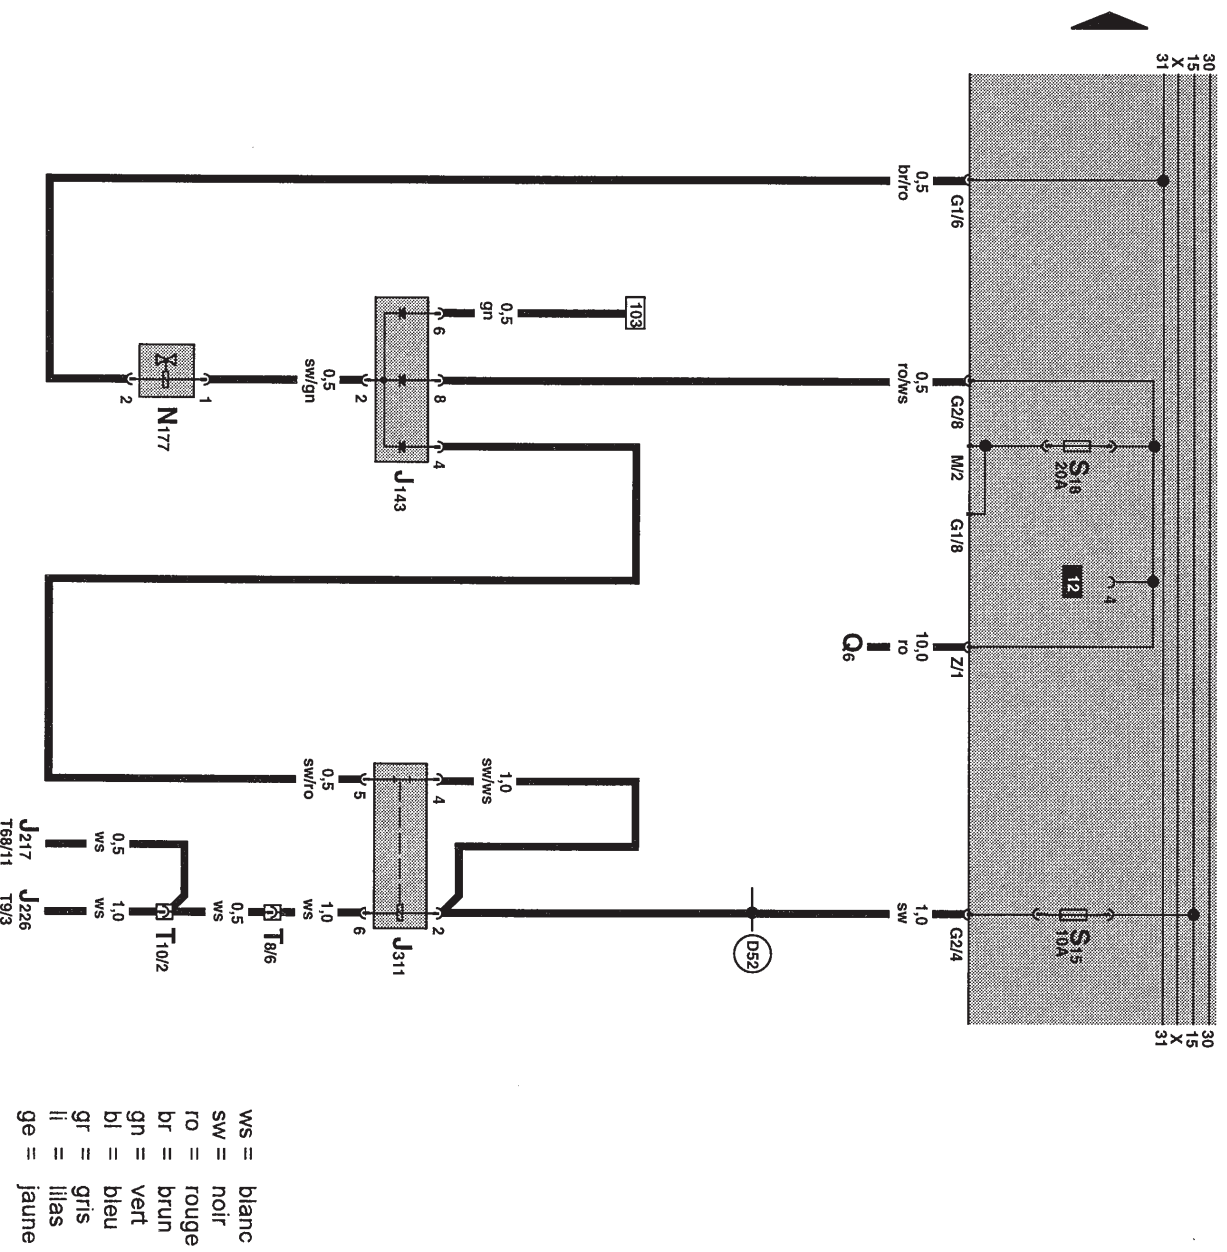 30
15
X
31
30
15
X
31
0,5
br/ro
G1/6
103
0,5
gn
6
0,5
ro/ws
G2/8
8
4
2
0,5
sw/gn
1
2
N177
J143
M/2
G1/8
S18
20A
12
4
10,0
ro
Z/1
Q6
0,5
sw/ro
5
1,0
sw/ws
4
J311
1,0
sw
G2/4
S15
10A
D52
2
6
1,0
ws
T8/6
0,5
ws
T10/2
0,5
ws
1,0
ws
J217
T68/11
J226
T9/3
ws = blanc
sw = noir
ro = rouge
br = brun
gn = vert
bl = bleu
gr = gris
li = lilas
ge = jaune